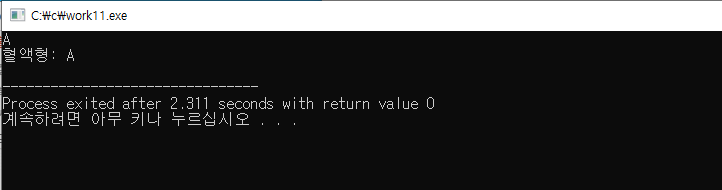 C:\c\work11.exe
A
혈액형: A
--------------------------------
Process exited after 2.311 seconds with return value 0
계속하려면 아무 키나 누르십시오 . . .